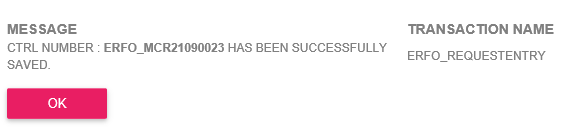 MESSAGE
CTRL NUMBER : ERFO_MCR21090023 HAS BEEN SUCCESSFULLY
SAVED.
OK
TRANSACTION NAME
ERFO_REQUESTENTRY